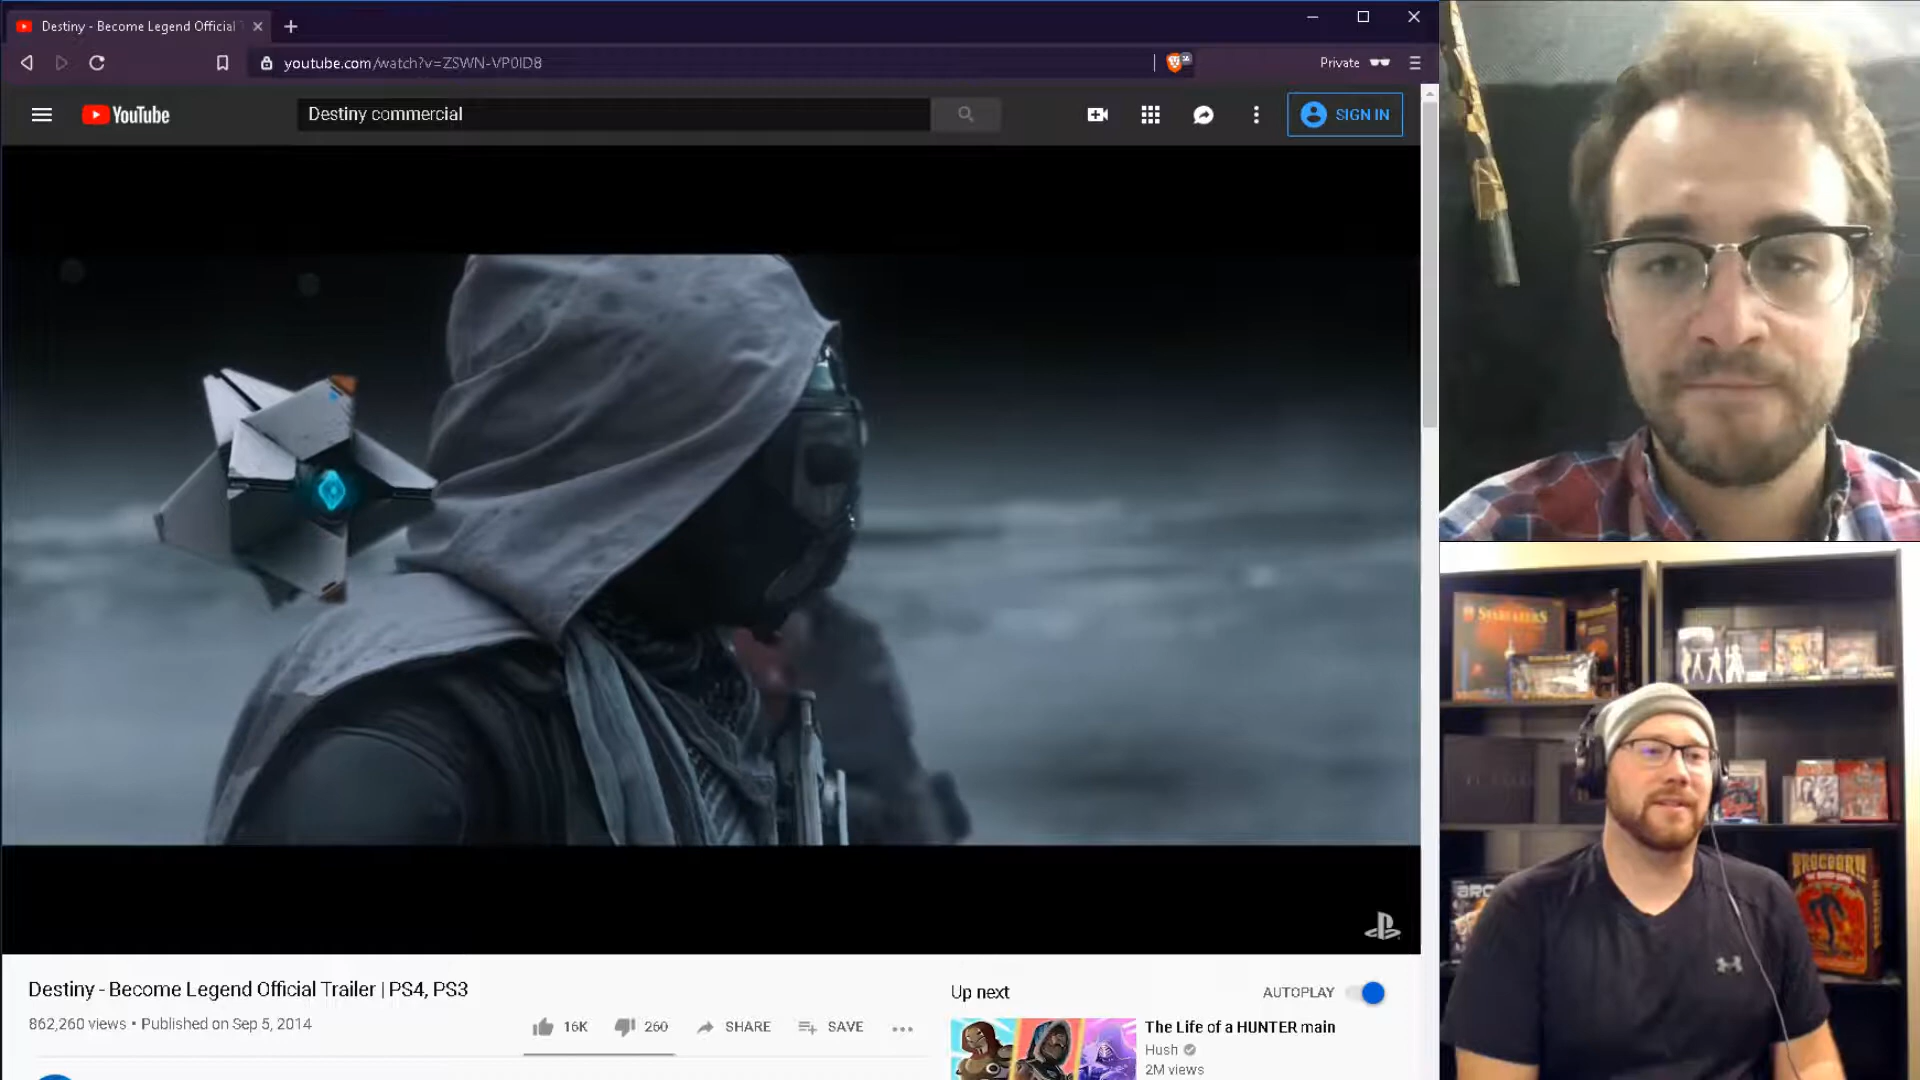 Destiny - Become Legend Official
youtube.com/watch?v=ZSWN-VP0ID8
Private
YouTube
Destiny commercial
SIGN IN
Destiny - Become Legend Official Trailer | PS4, PS3
862,260 views • Published on Sep 5, 2014
16K
260
SHARE
SAVE
Up next
AUTOPLAY
The Life of a HUNTER main
Hush
2M views